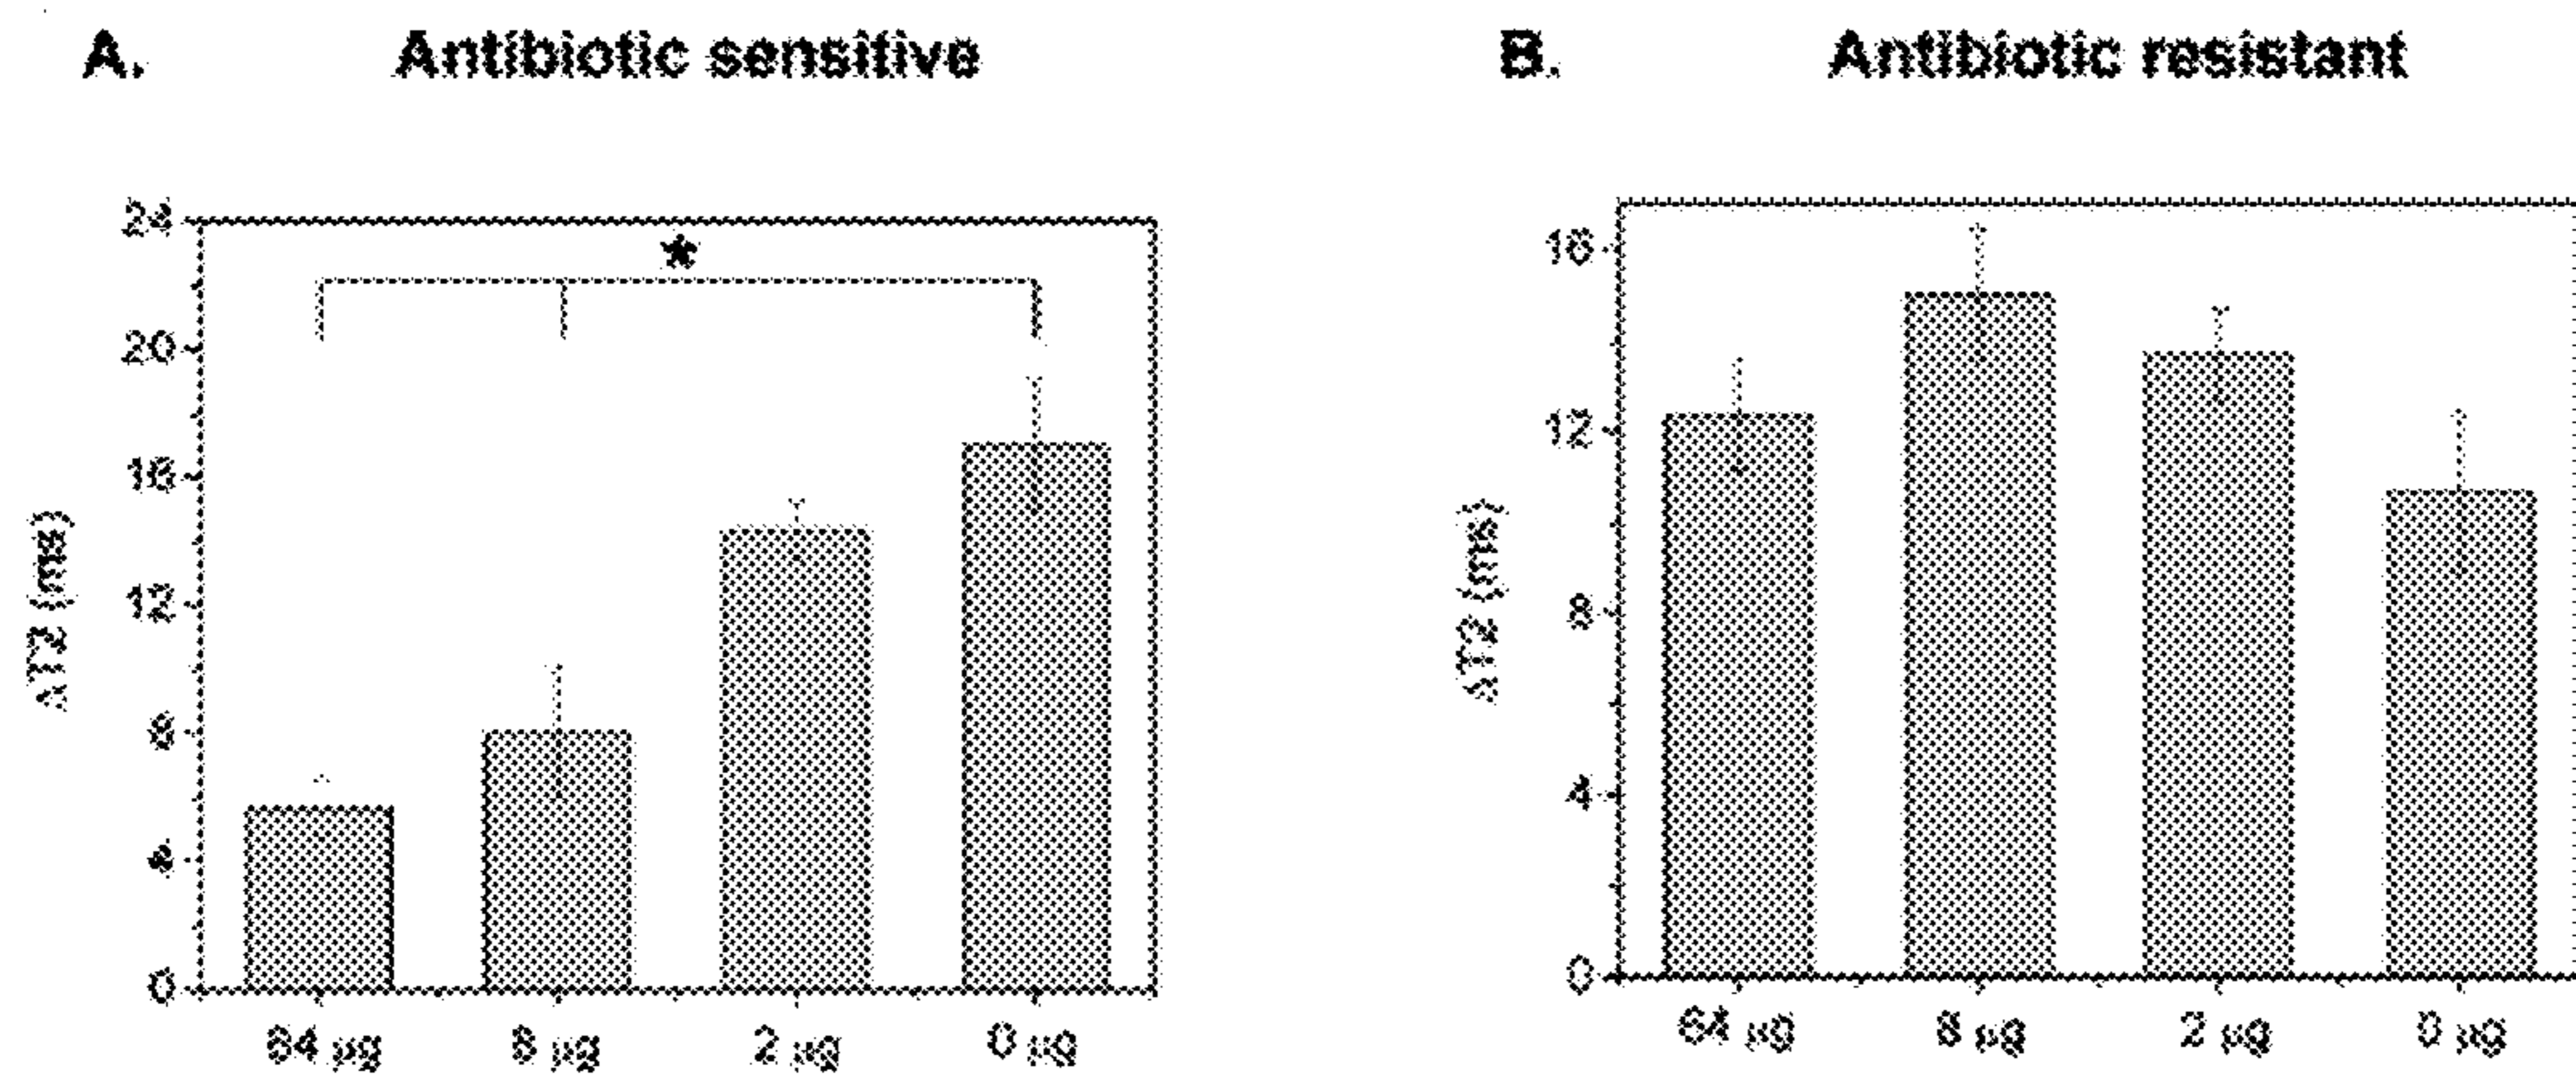 A. Antibiotic sensitive
24
20
16
12
8
4
0
ΔT2 (ms)
*
64 µg 8 µg 2 µg 0 µg
B. Antibiotic resistant
16
12
8
4
0
ΔT2 (ms)
64 µg 8 µg 2 µg 0 µg